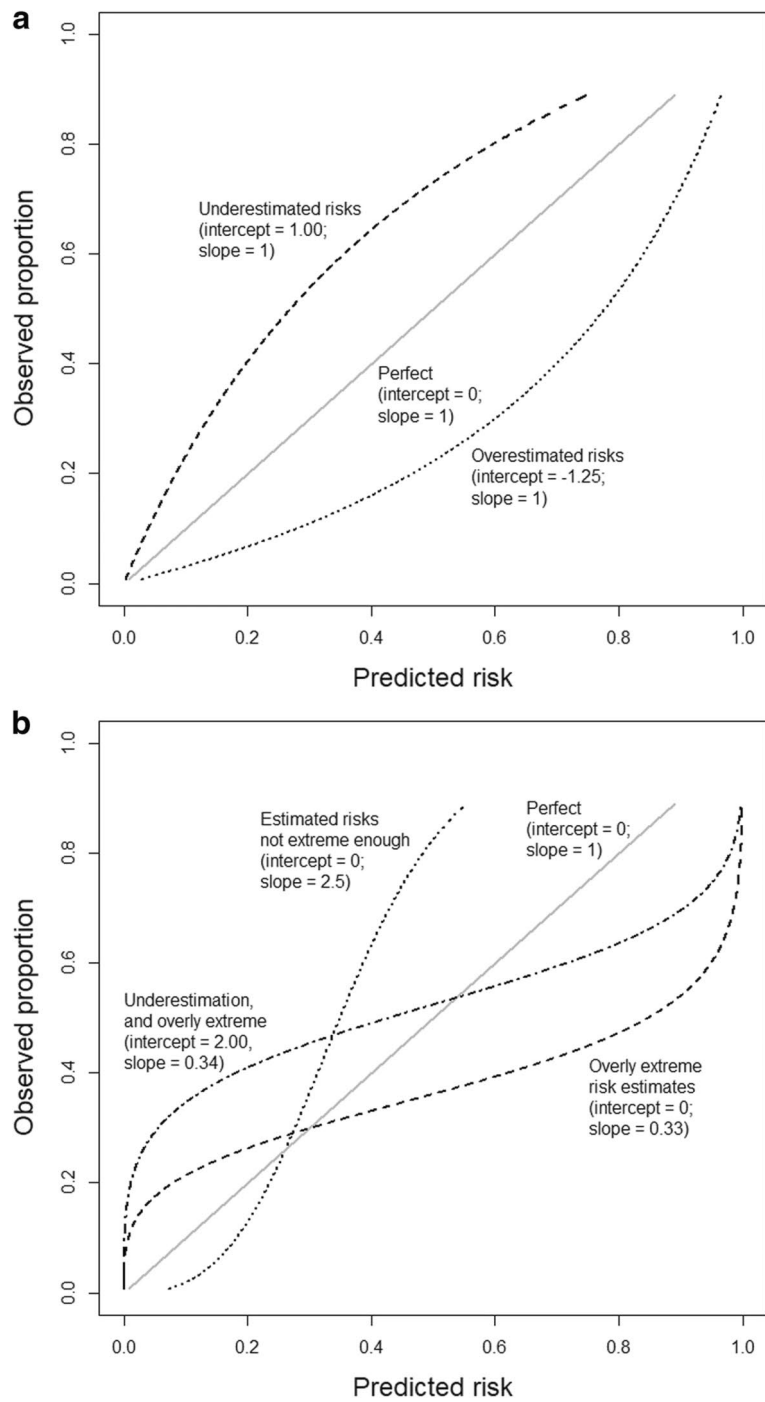 a
1.0
0.8
0.6
0.4
0.2
0.0
Observed proportion
Underestimated risks
(intercept = 1.00;
slope = 1)
Perfect
(intercept = 0;
slope = 1)
Overestimated risks
(intercept = -1.25;
slope = 1)
0.0 0.2 0.4 0.6 0.8 1.0
Predicted risk
b
1.0
0.8
0.6
0.4
0.2
0.0
Observed proportion
Estimated risks
not extreme enough
(intercept = 0;
slope = 2.5)
Perfect
(intercept = 0;
slope = 1)
Underestimation,
and overly extreme
(intercept = 2.00,
slope = 0.34)
Overly extreme
risk estimates
(intercept = 0;
slope = 0.33)
0.0 0.2 0.4 0.6 0.8 1.0
Predicted risk